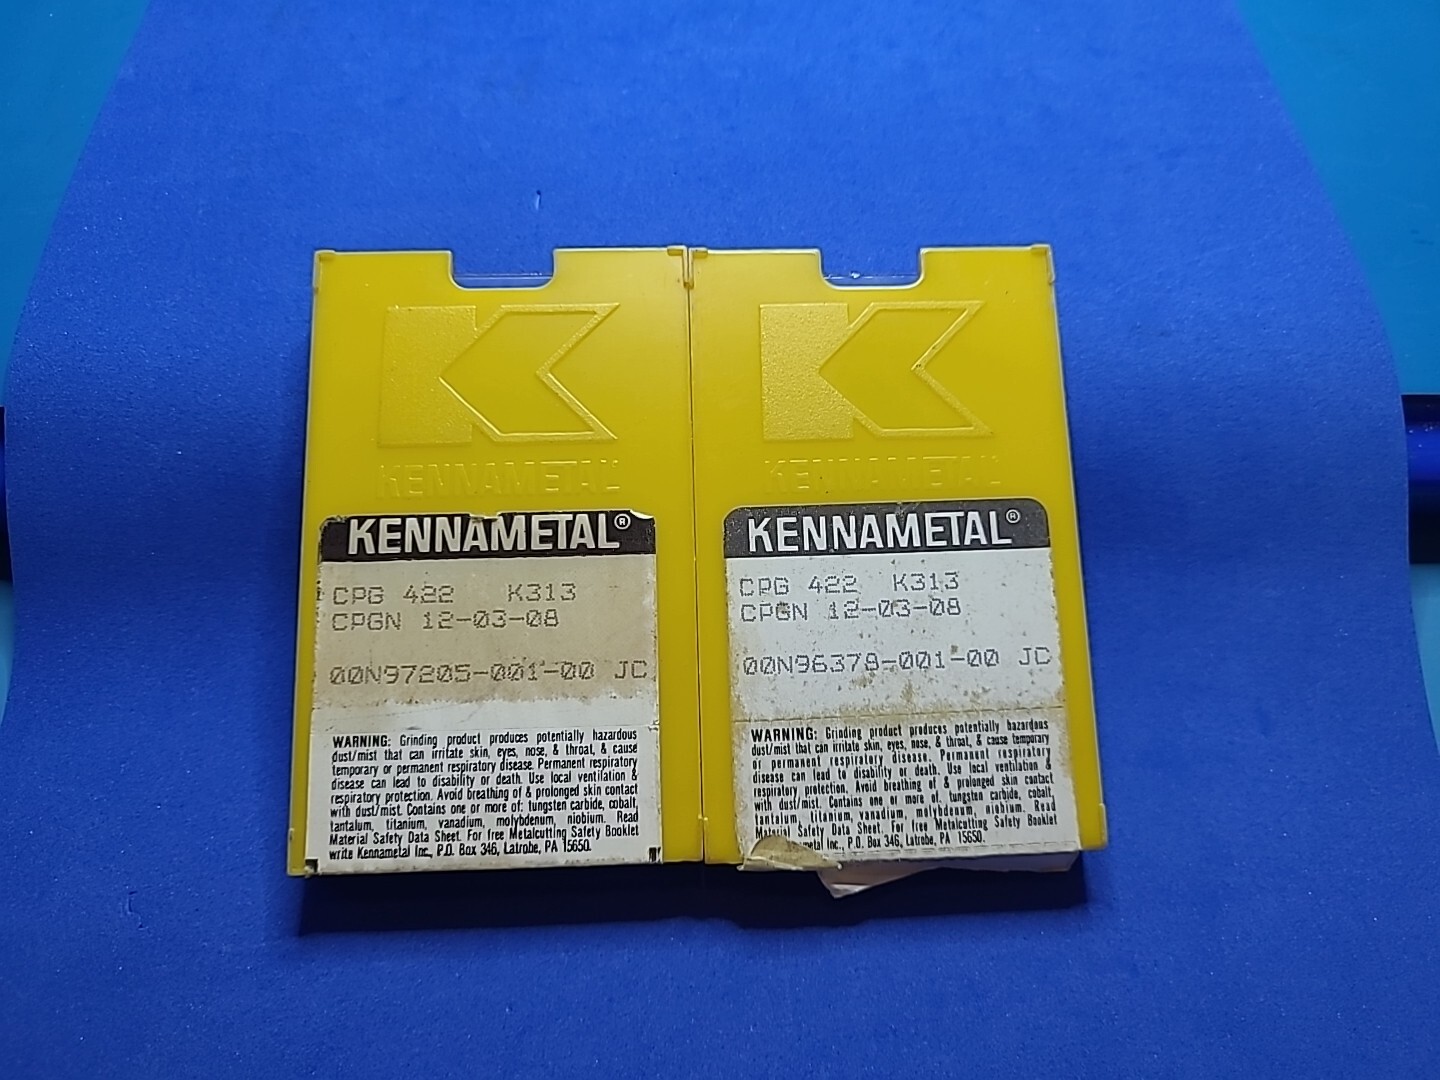 KENNAMETAL
KENNAMETAL®
CPG 422 K313
CPGN 12-03-08
00N97205-001-00 JC
WARNING: Grinding product produces potentially hazardous
dust/mist that can irritate skin, eyes, nose, & throat, & cause
temporary or permanent respiratory disease. Permanent respiratory
disease can lead to disability or death. Use local ventilation &
respiratory protection. Avoid breathing of & prolonged skin contact
with dust/mist. Contains one or more of: tungsten carbide, cobalt,
tantalum, titanium, vanadium, molybdenum, niobium. Read
Material Safety Data Sheet. For free Metalcutting Safety Booklet
write Kennametal Inc., P.O. Box 346, Latrobe, PA 15650.
KENNAMETAL
KENNAMETAL®
CPG 422 K313
CPGN 12-03-08
00N96378-001-00 JC
WARNING: Grinding product produces potentially hazardous
dust/mist that can irritate skin, eyes, nose, & throat, & cause temporary
or permanent respiratory disease. Permanent respiratory
disease can lead to disability or death. Use local ventilation &
respiratory protection. Avoid breathing of & prolonged skin contact
with dust/mist. Contains one or more of: tungsten carbide, cobalt,
tantalum, titanium, vanadium, molybdenum, niobium. Read
Material Safety Data Sheet. For free Metalcutting Safety Booklet
metal Inc., P.O. Box 346, Latrobe, PA 15650.